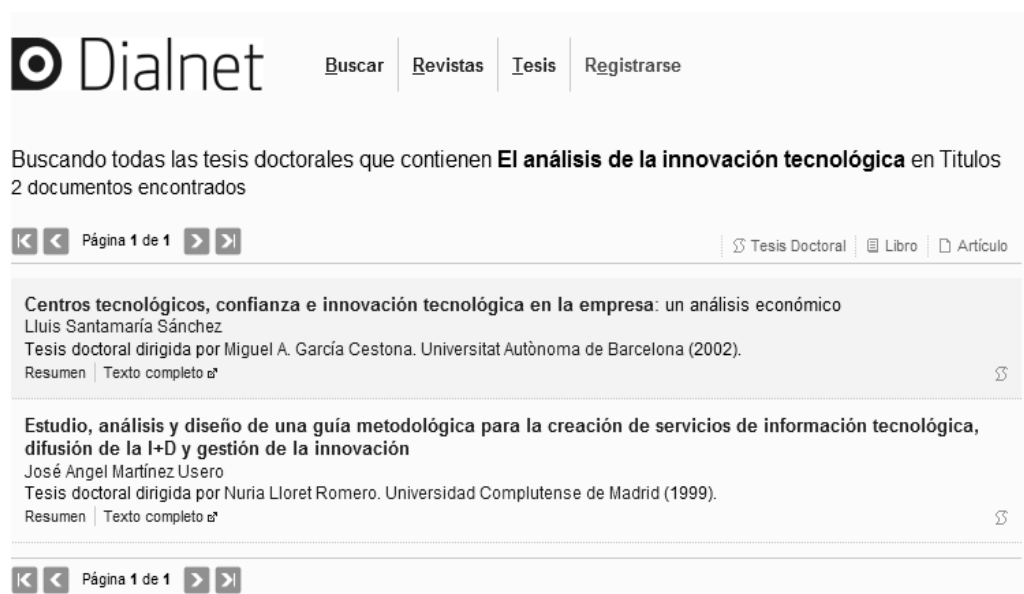 Dialnet
Buscar Revistas Tesis Registrarse
Buscando todas las tesis doctorales que contienen El análisis de la innovación tecnológica en Titulos
2 documentos encontrados
Página 1 de 1
Tesis Doctoral Libro Artículo
Centros tecnológicos, confianza e innovación tecnológica en la empresa: un análisis económico
Lluis Santamaría Sánchez
Tesis doctoral dirigida por Miguel A. García Cestona. Universitat Autònoma de Barcelona (2002).
Resumen Texto completo
Estudio, análisis y diseño de una guía metodológica para la creación de servicios de información tecnológica,
difusión de la I+D y gestión de la innovación
José Angel Martínez Usero
Tesis doctoral dirigida por Nuria Lloret Romero. Universidad Complutense de Madrid (1999).
Resumen Texto completo
Página 1 de 1